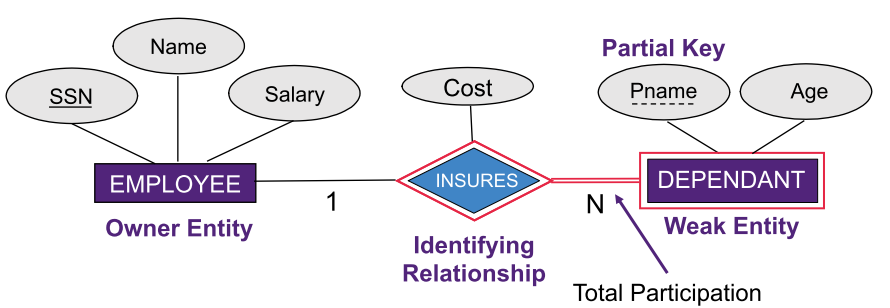 Name
Partial Key
SSN
Salary
Cost
Pname
Age
EMPLOYEE
INSURES
DEPENDANT
1
N
Owner Entity
Weak Entity
Identifying
Relationship
Total Participation